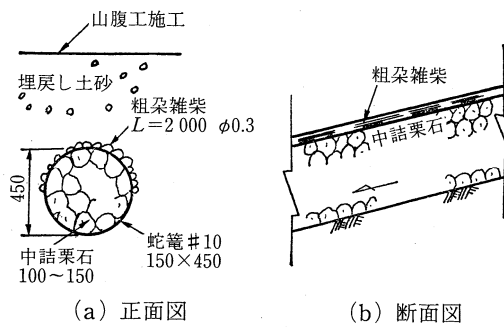 山腹工施工
埋戻し土砂
粗朶雑柴
L=2 000 φ0.3
450
中詰栗石
100～150
蛇篭#10
150×450
(a) 正面図
粗朶雑柴
中詰栗石
(b) 断面図